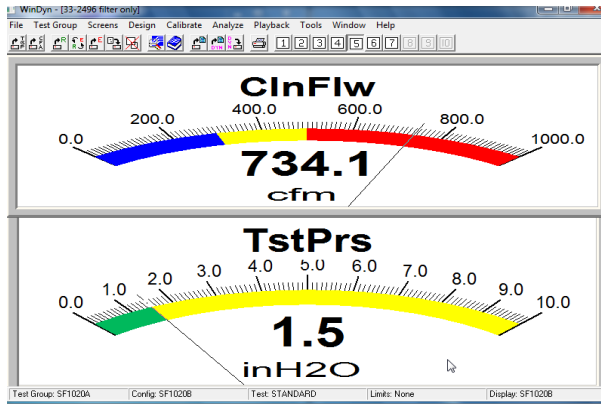 WinDyn - [33-2496 filter only]
File Test Group Screens Design Calibrate Analyze Playback Tools Window Help
1 2 3 4 5 6 7 8 9 10
ClnFlw
0.0 200.0 400.0 600.0 800.0 1000.0
734.1
cfm
TstPrs
0.0 1.0 2.0 3.0 4.0 5.0 6.0 7.0 8.0 9.0 10.0
1.5
inH2O
Test Group: SF1020A Config: SF1020B Test: STANDARD Limits: None Display: SF1020B